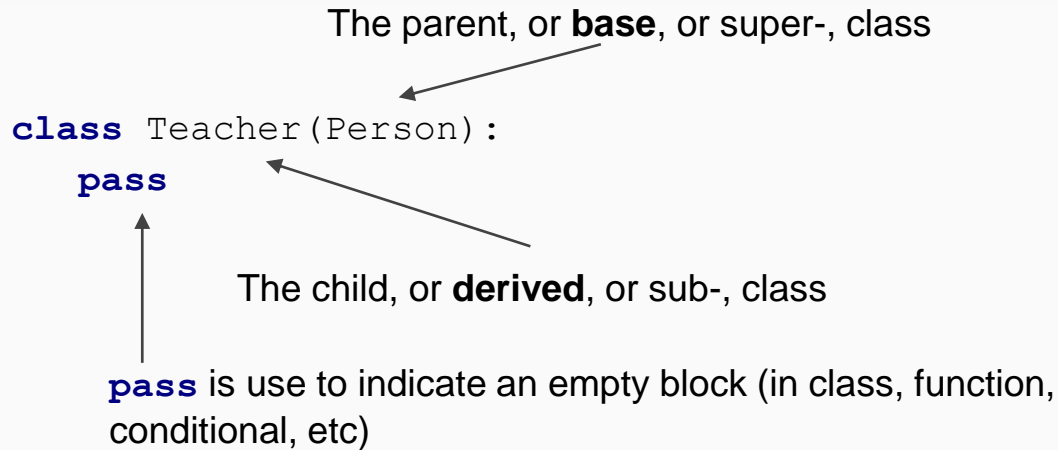 The parent, or base, or super-, class
class Teacher(Person):
pass
The child, or derived, or sub-, class
pass is use to indicate an empty block (in class, function,
conditional, etc)